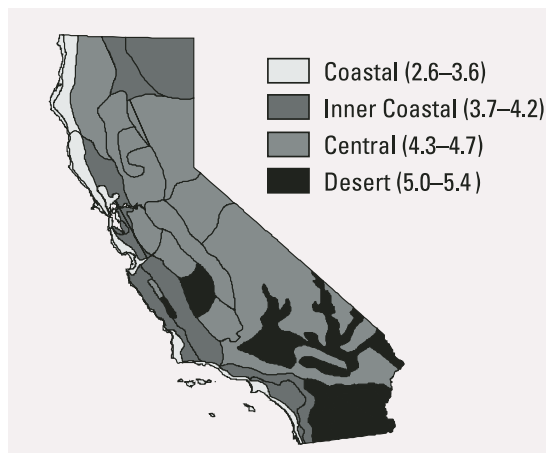 Coastal (2.6–3.6)
Inner Coastal (3.7–4.2)
Central (4.3–4.7)
Desert (5.0–5.4 )